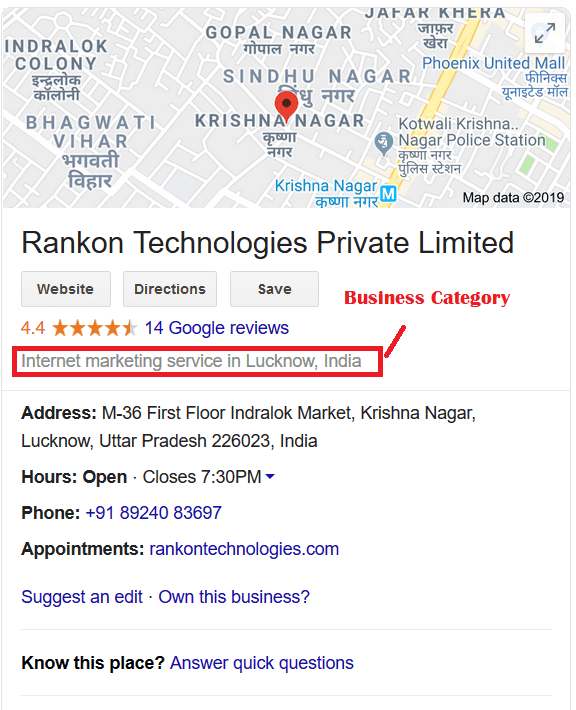 JAFAR KHERA
जाफ़र
खेरा
GOPAL NAGAR
गोपाल नगर
INDRALOK
COLONY
इन्द्रलोक
कॉलोनी
Phoenix United Mall
फीनिक्स
यूनाइटेड मॉल
SINDHU NAGAR
सिंधु नगर
BHAGWATI
VIHAR
भगवती
विहार
KRISHNA NAGAR
कृष्णा
नगर
Kotwali Krishna..
Nagar Police Station
कोतवाली कृष्णा
नगर पुलिस स्टेशन
Krishna Nagar
कृष्णा नगर
M
Map data ©2019
Rankon Technologies Private Limited
Website
Directions
Save
Business Category
4.4 14 Google reviews
Internet marketing service in Lucknow, India
Address: M-36 First Floor Indralok Market, Krishna Nagar,
Lucknow, Uttar Pradesh 226023, India
Hours: Open · Closes 7:30PM
Phone: +91 89240 83697
Appointments: rankontechnologies.com
Suggest an edit · Own this business?
Know this place? Answer quick questions